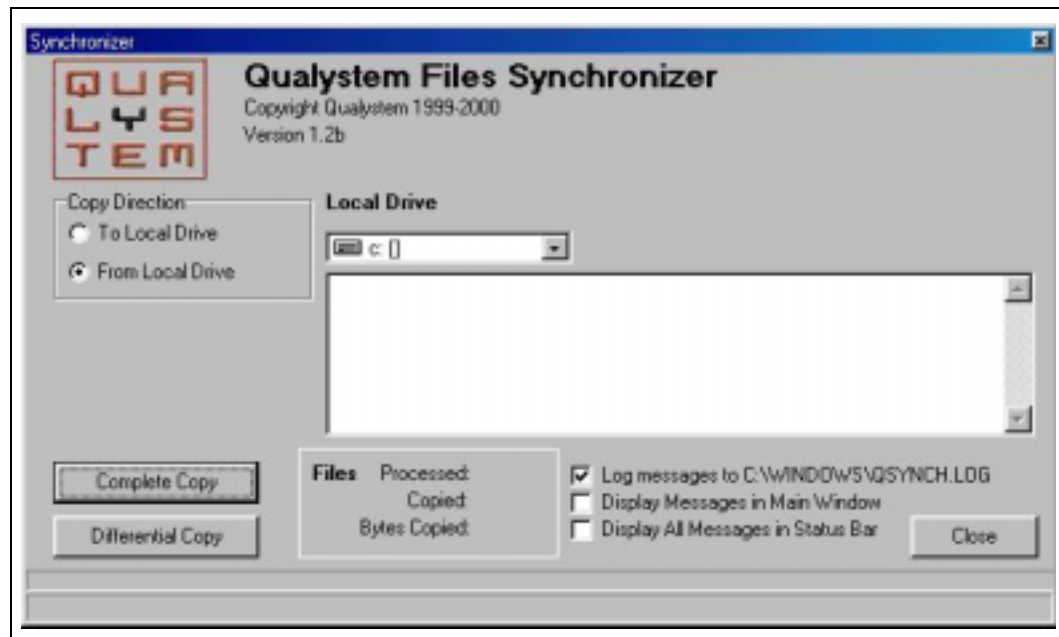 Synchronizer
QUA
LYS
TEM
Qualystem Files Synchronizer
Copyright Qualystem 1999-2000
Version 1.2b
Copy Direction
To Local Drive
From Local Drive
Local Drive
c: []
Complete Copy
Differential Copy
Files Processed:
Copied:
Bytes Copied:
Log messages to C:\WINDOWS\QSYNCH.LOG
Display Messages in Main Window
Display All Messages in Status Bar
Close